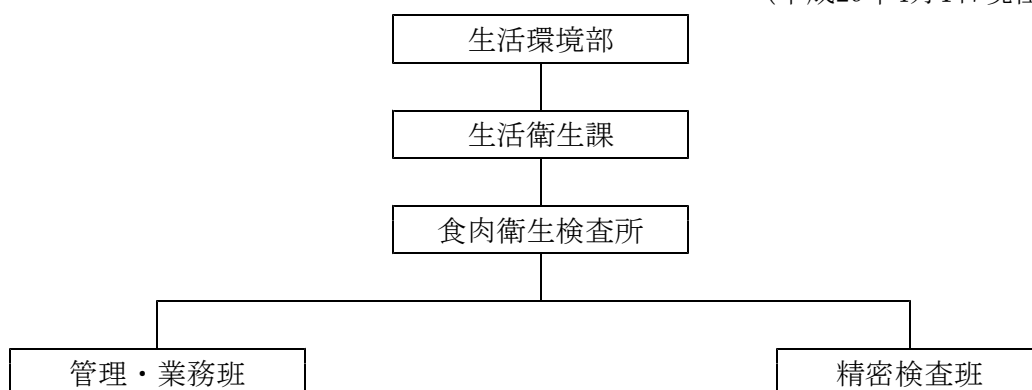 生活環境部
生活衛生課
食肉衛生検査所
管理・業務班 精密検査班